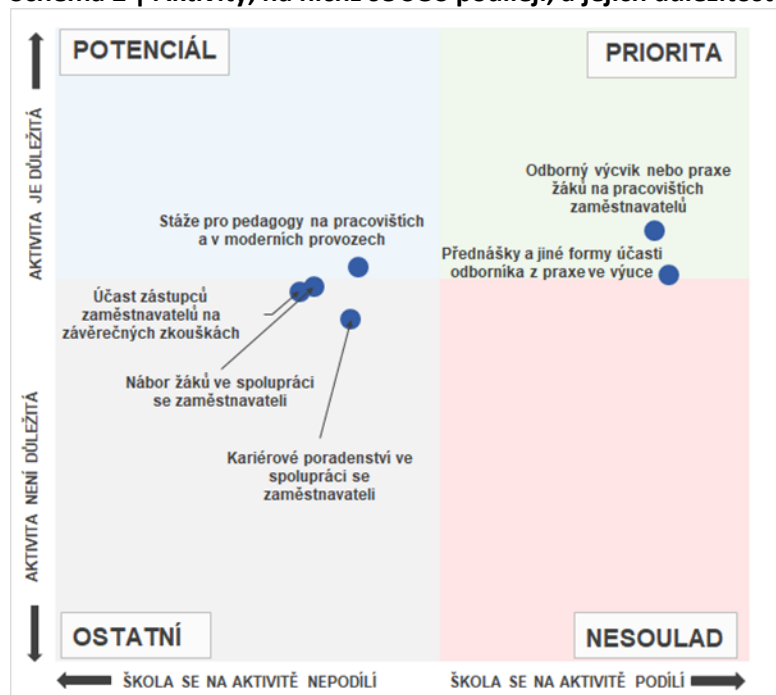 POTENCIÁL
PRIORITA
AKTIVITA JE DŮLEŽITÁ
Odborný výcvik nebo praxe
žáků na pracovištích
zaměstnavatelů
Stáže pro pedagogy na pracovištích
a v moderních provozech
Přednášky a jiné formy účasti
odborníka z praxe ve výuce
Účast zástupců
zaměstnavatelů na
závěrečných zkouškách
Nábor žáků ve spolupráci
se zaměstnavateli
Kariérové poradenství ve
spolupráci se
zaměstnavateli
AKTIVITA NENÍ DŮLEŽITÁ
OSTATNÍ
NESOULAD
ŠKOLA SE NA AKTIVITĚ NEPODÍLÍ
ŠKOLA SE NA AKTIVITĚ PODÍLÍ